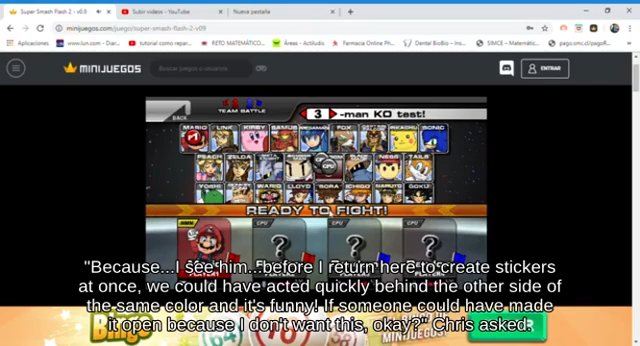 Super Smash Flash 2 - v0.9
Subir videos - YouTube
Nueva pestaña
minijuegos.com/juego/super-smash-flash-2-v09
Aplicaciones
www.lun.com - Diar...
tutorial como repar...
RETO MATEMÁTICO...
Áreas - Actiludis
Farmacia Online Ph...
Dental BioBio - Ins...
SIMCE – Matemátic...
MINIJUEGOS
Buscar juegos o usuarios
ENTRAR
TEAM BATTLE
3 -man KO test!
BACK
MARIO LINK KIRBY SAMUS MEGAMAN FOX PIKACHU SONIC
PEACH ZELDA NESS TAILS
YOSHI WARIO LLOYD SORA ICHIGO NARUTO GOKU
READY TO FIGHT!
CPU CPU CPU
"Because...I see him...before I return here to create stickers
at once, we could have acted quickly behind the other side of
the same color and it's funny! If someone could have made
it open because I don't want this, okay?" Chris asked.
Bingo
MINIJUEGOS!